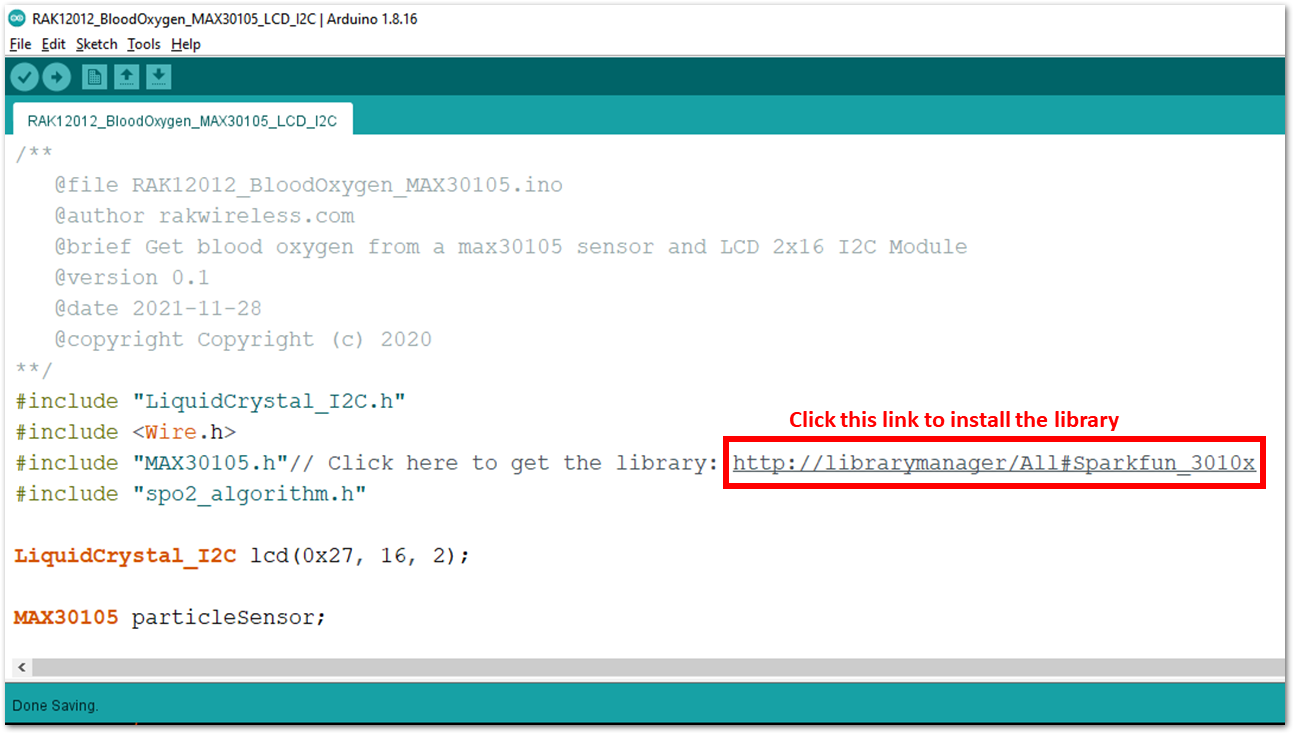 RAK12012_BloodOxygen_MAX30105_LCD_I2C | Arduino 1.8.16
File Edit Sketch Tools Help
RAK12012_BloodOxygen_MAX30105_LCD_I2C
/**
@file RAK12012_BloodOxygen_MAX30105.ino
@author rakwireless.com
@brief Get blood oxygen from a max30105 sensor and LCD 2x16 I2C Module
@version 0.1
@date 2021-11-28
@copyright Copyright (c) 2020
**/
#include "LiquidCrystal_I2C.h"
#include <Wire.h>
Click this link to install the library
#include "MAX30105.h"// Click here to get the library: http://librarymanager/All#Sparkfun_3010x
#include "spo2_algorithm.h"
LiquidCrystal_I2C lcd(0x27, 16, 2);
MAX30105 particleSensor;
Done Saving.